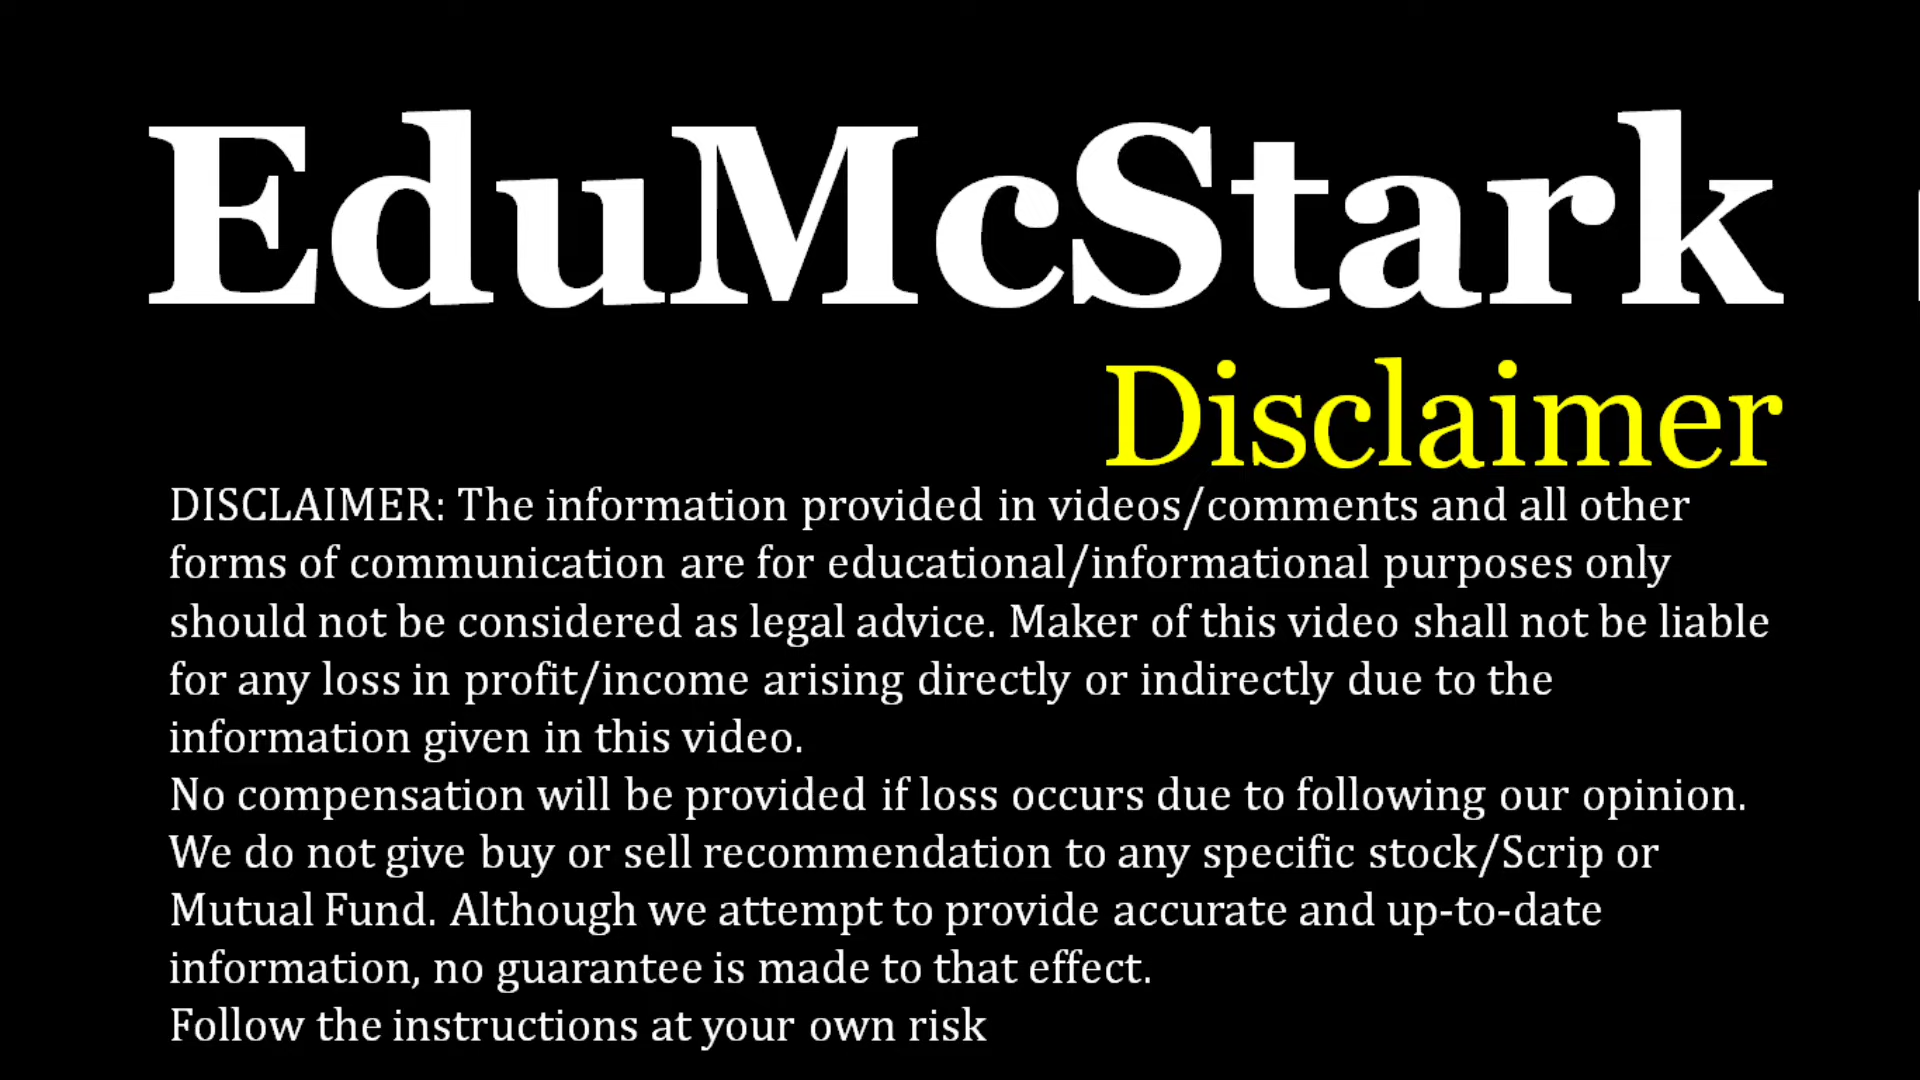 EduMcStark
Disclaimer
DISCLAIMER: The information provided in videos/comments and all other
forms of communication are for educational/informational purposes only
should not be considered as legal advice. Maker of this video shall not be liable
for any loss in profit/income arising directly or indirectly due to the
information given in this video.
No compensation will be provided if loss occurs due to following our opinion.
We do not give buy or sell recommendation to any specific stock/Scrip or
Mutual Fund. Although we attempt to provide accurate and up-to-date
information, no guarantee is made to that effect.
Follow the instructions at your own risk